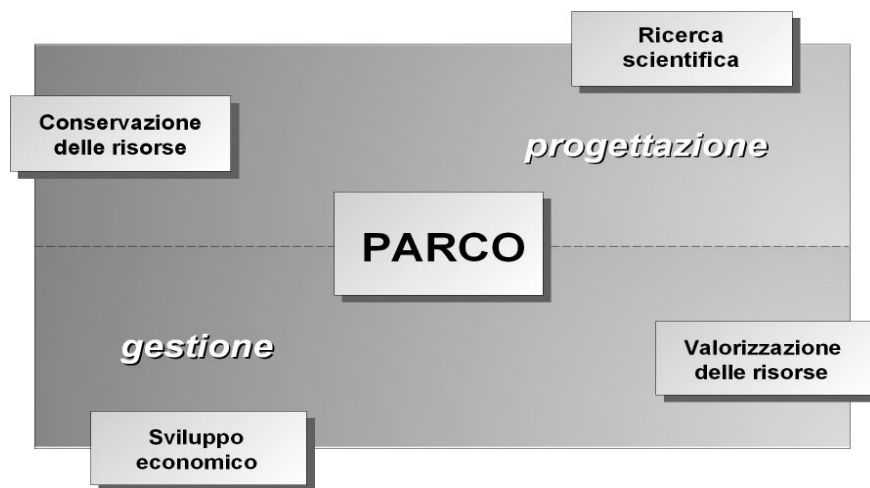 Ricerca
scientifica
Conservazione
delle risorse
progettazione
PARCO
gestione
Valorizzazione
delle risorse
Sviluppo
economico